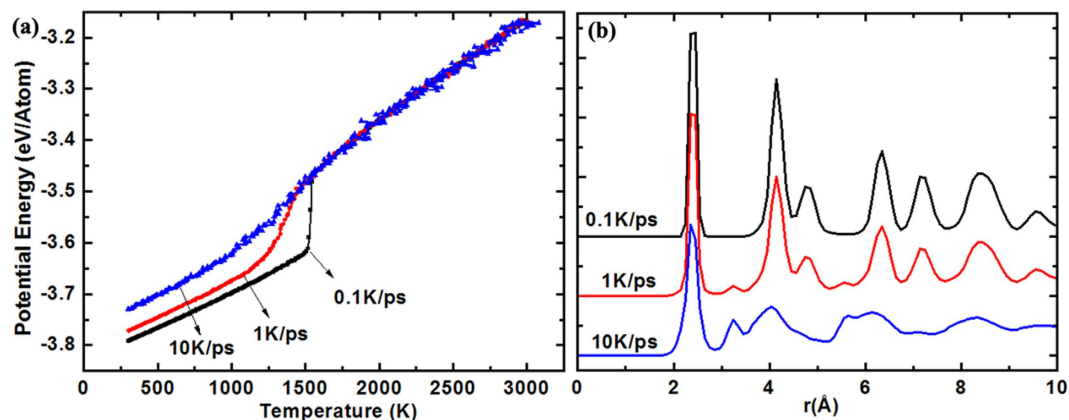 (a)
Potential Energy (eV/Atom)
-3.2
-3.3
-3.4
-3.5
-3.6
-3.7
-3.8
0.1K/ps
1K/ps
10K/ps
0 500 1000 1500 2000 2500 3000
Temperature (K)
(b)
0.1K/ps
1K/ps
10K/ps
0 2 4 6 8 10
r(Å)